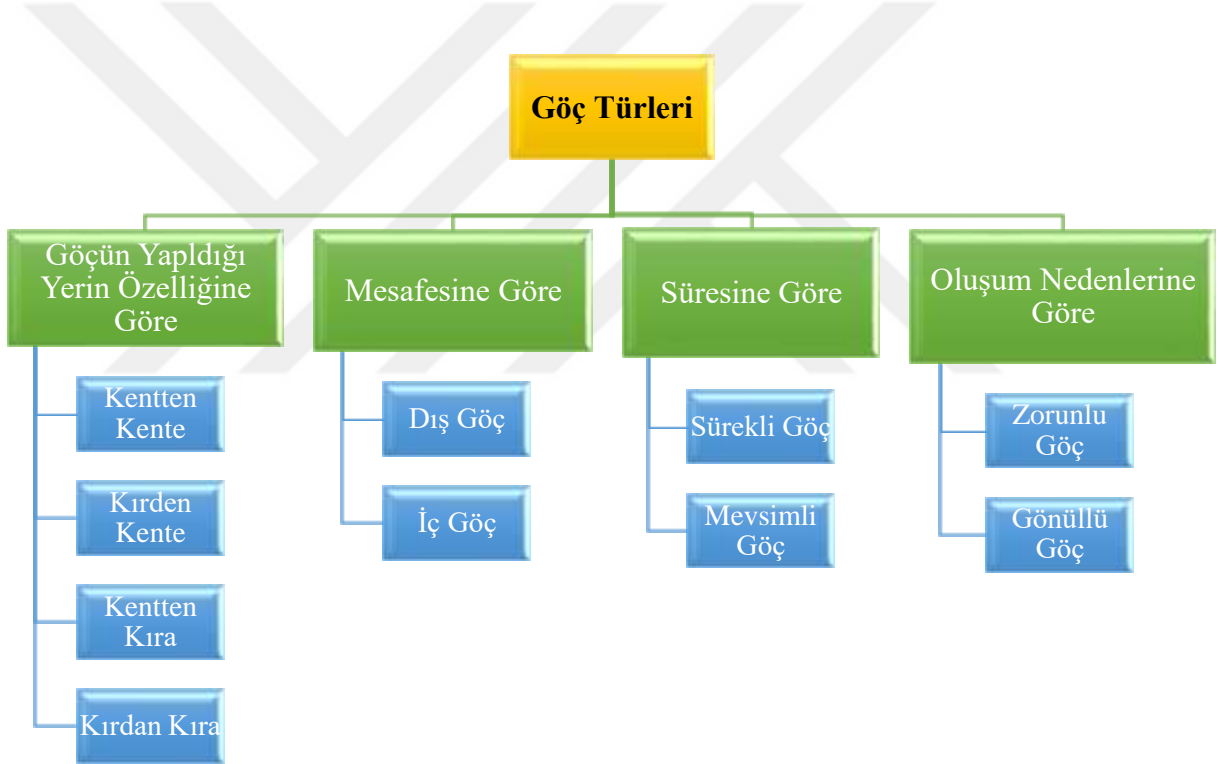 Göç Türleri
Göçün Yapldığı
Yerin Özelliğine
Göre
Kentten
Kente
Kırden
Kente
Kentten
Kıra
Kırdan Kıra
Mesafesine Göre
Dış Göç
İç Göç
Süresine Göre
Sürekli Göç
Mevsimli
Göç
Oluşum Nedenlerine
Göre
Zorunlu
Göç
Gönüllü
Göç